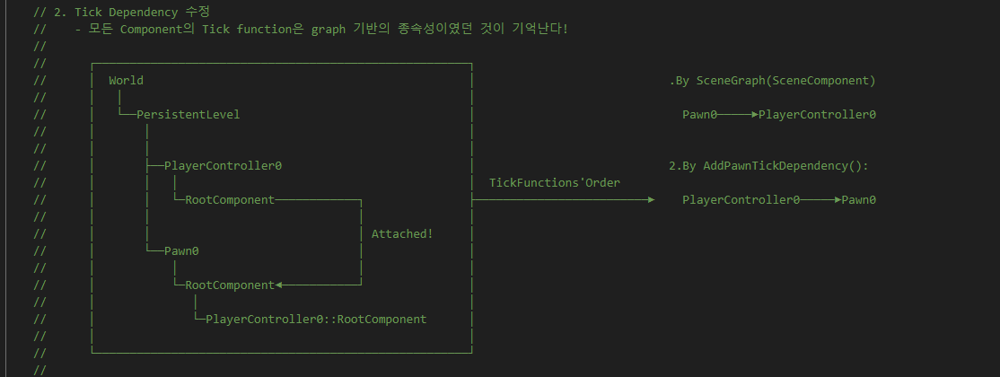 // 2. Tick Dependency 수정
//    - 모든 Component의 Tick function은 graph 기반의 종속성이였던 것이 기억난다!
//
//      ┌──────────────────────────────────────────────────────┐
//      │  World                                               │                            .By SceneGraph(SceneComponent)
//      │   │                                                  │
//      │   └──PersistentLevel                                 │                              Pawn0─────►PlayerController0
//      │       │                                              │
//      │       │                                              │
//      │       ├──PlayerController0                           │                            2.By AddPawnTickDependency():
//      │       │   │                                          │  TickFunctions'Order
//      │       │   └─RootComponent────────────┐               ├──────────────────────────►   PlayerController0─────►Pawn0
//      │       │                              │               │
//      │       │                              │ Attached!     │
//      │       └──Pawn0                       │               │
//      │           │                          │               │
//      │           └─RootComponent◄───────────┘               │
//      │              │                                       │
//      │              └─PlayerController0::RootComponent      │
//      │                                                      │
//      └──────────────────────────────────────────────────────┘
//